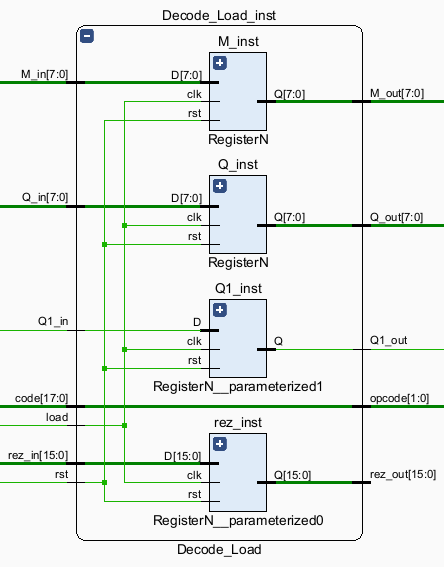 Decode_Load_inst
M_inst
M_in[7:0]
D[7:0]
clk
Q[7:0]
M_out[7:0]
rst
RegisterN
Q_inst
Q_in[7:0]
D[7:0]
clk
Q[7:0]
Q_out[7:0]
rst
RegisterN
Q1_inst
Q1_in
D
clk
Q
Q1_out
rst
RegisterN__parameterized1
code[17:0]
opcode[1:0]
load
rez_inst
rez_in[15:0]
D[15:0]
rst
clk
Q[15:0]
rez_out[15:0]
rst
RegisterN__parameterized0
Decode_Load